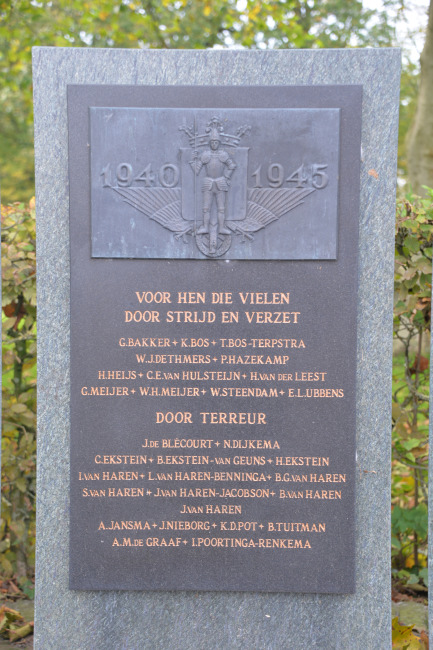 1940 1945
VOOR HEN DIE VIELEN
DOOR STRIJD EN VERZET
G.BAKKER + K.BOS + T.BOS-TERPSTRA
W.J.DETHMERS + P.HAZEKAMP
H.HEIJS + C.E.VAN HULSTEIJN + H.VAN DER LEEST
G.MEIJER + W.H.MEIJER + W.STEENDAM + E.L.UBBENS
DOOR TERREUR
J.DE BLÉCOURT + N.DIJKEMA
C.EKSTEIN + B.EKSTEIN-VAN GEUNS + H.EKSTEIN
I.VAN HAREN + L.VAN HAREN-BENNINGA + B.G.VAN HAREN
S.VAN HAREN + J.VAN HAREN-JACOBSON + B.VAN HAREN
J.VAN HAREN
A.JANSMA + J.NIEBORG + K.D.POT + B.TUITMAN
A.M.DE GRAAF + I.POORTINGA-RENKEMA